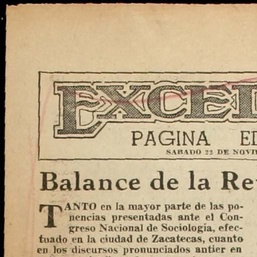 EXCEL
PAGINA ED
SABADO 22 DE NOVI
Balance de la Re
TANTO en la mayor parte de las po-
nencias presentadas ante el Con-
greso Nacional de Sociología, efec-
tuado en la ciudad de Zacatecas, cuanto
en los discursos pronunciados antier en